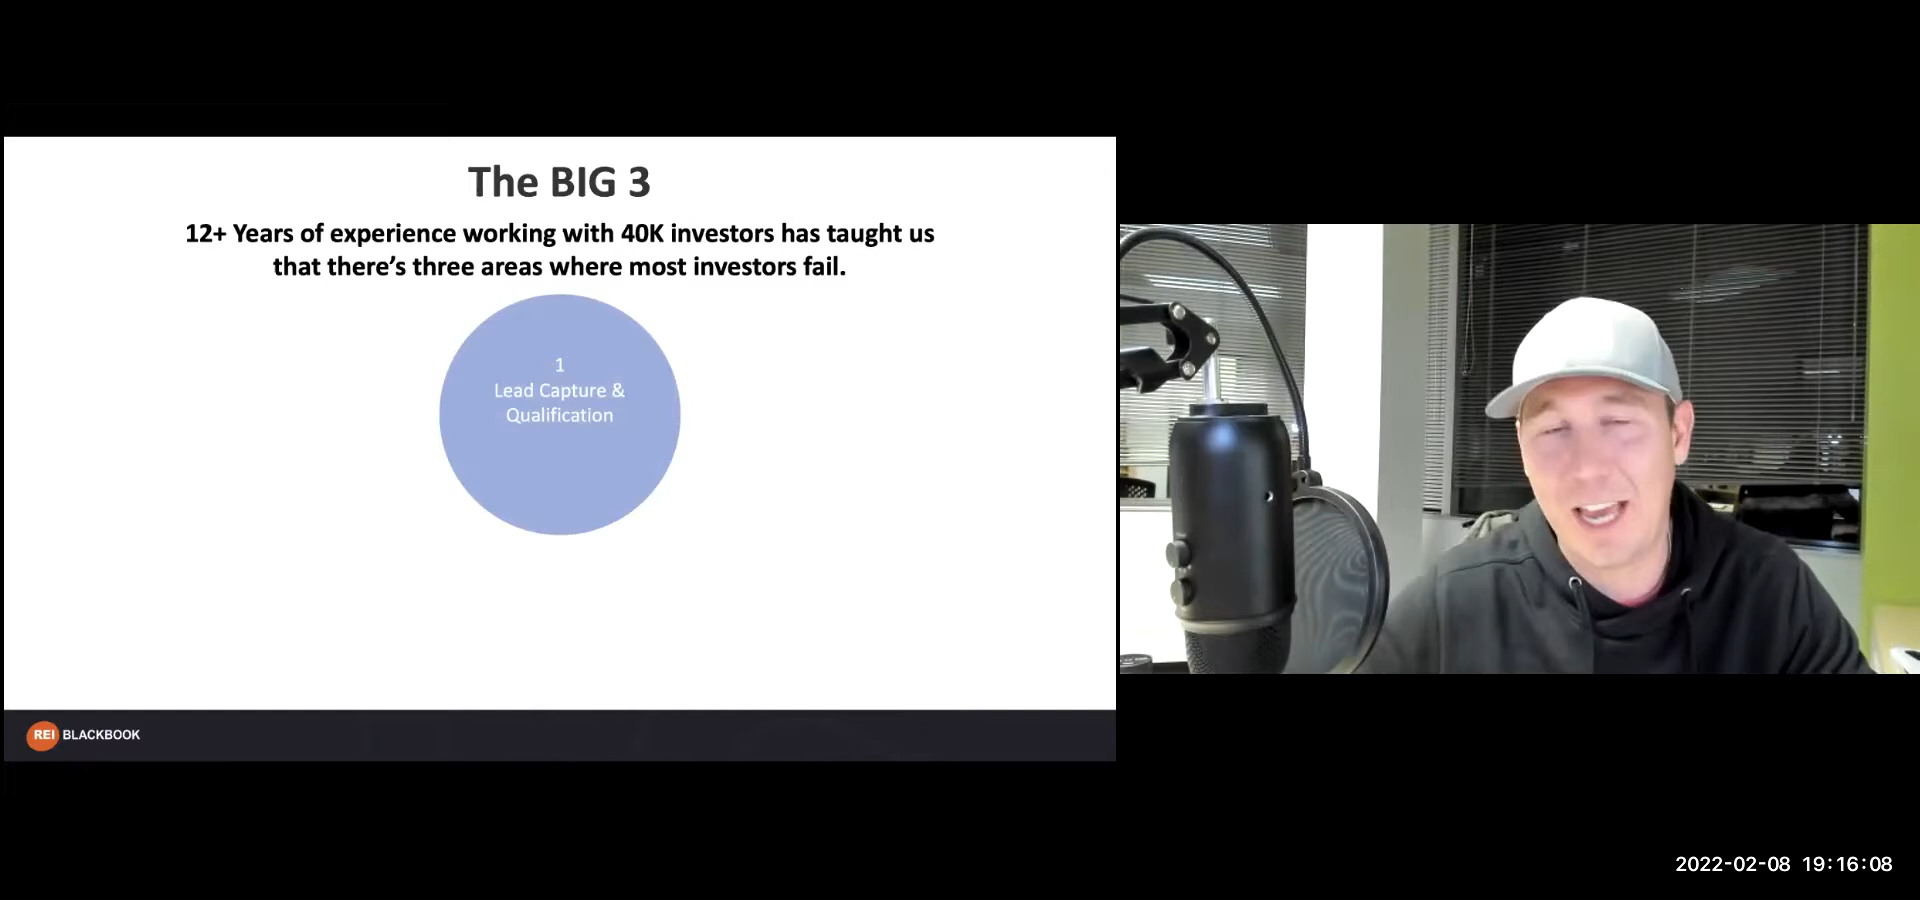 The BIG 3
12+ Years of experience working with 40K investors has taught us
that there’s three areas where most investors fail.
1
Lead Capture &
Qualification
REI BLACKBOOK
2022-02-08 19:16:08